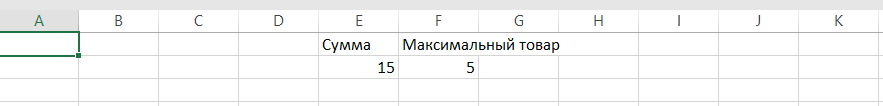 A B C D E F G H I J K
Сумма Максимальный товар
15 5